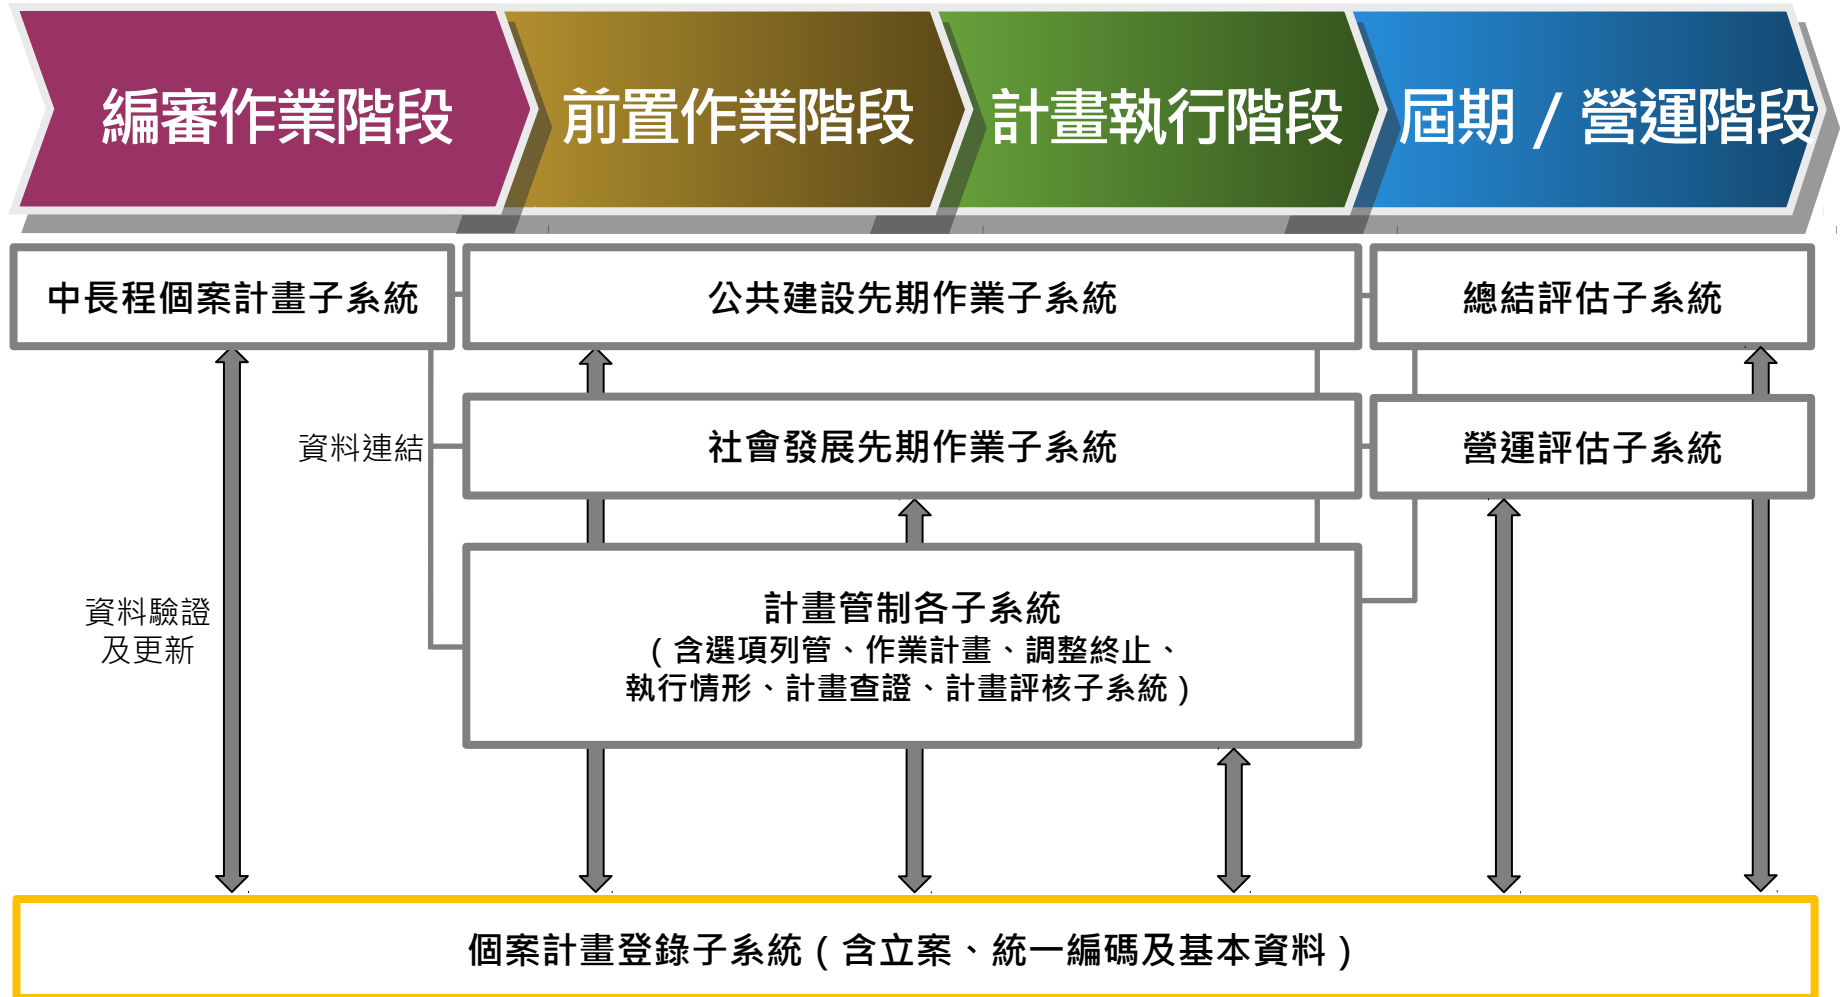 編審作業階段
前置作業階段
計畫執行階段
屆期 / 營運階段
中長程個案計畫子系統
公共建設先期作業子系統
總結評估子系統
資料連結
社會發展先期作業子系統
營運評估子系統
資料驗證
及更新
計畫管制各子系統
(含選項列管、作業計畫、調整終止、
執行情形、計畫查證、計畫評核子系統)
個案計畫登錄子系統(含立案、統一編碼及基本資料)